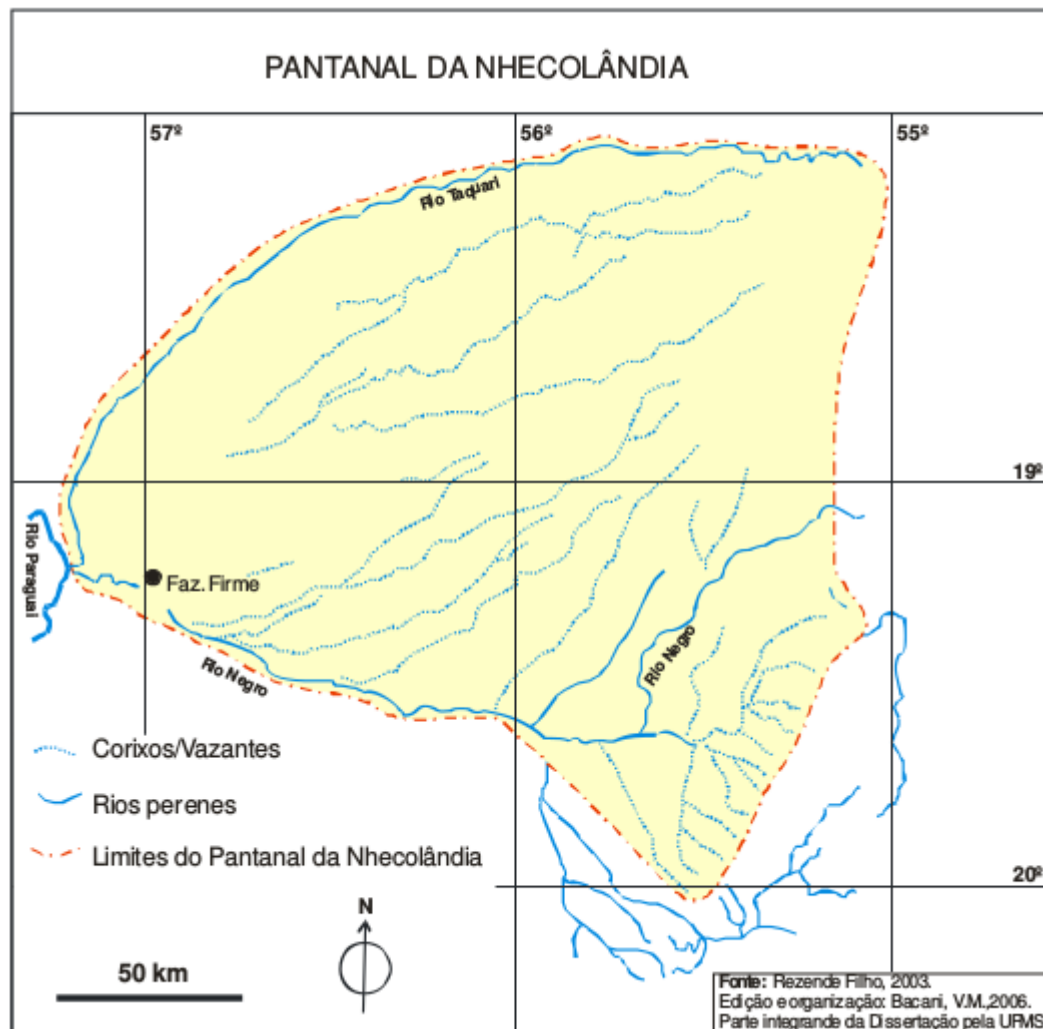 PANTANAL DA NHECOLÂNDIA
57º
56º
55º
Rio Taquari
19º
Rio Paraguai
Faz. Firme
Rio Negro
Rio Negro
Corixos/Vazantes
Rios perenes
Limites do Pantanal da Nhecolândia
20º
N
50 km
Fonte: Rezende Filho, 2003.
Edição e organização: Bacani, V.M.,2006.
Parte integrande da Dissertação pela UFMS